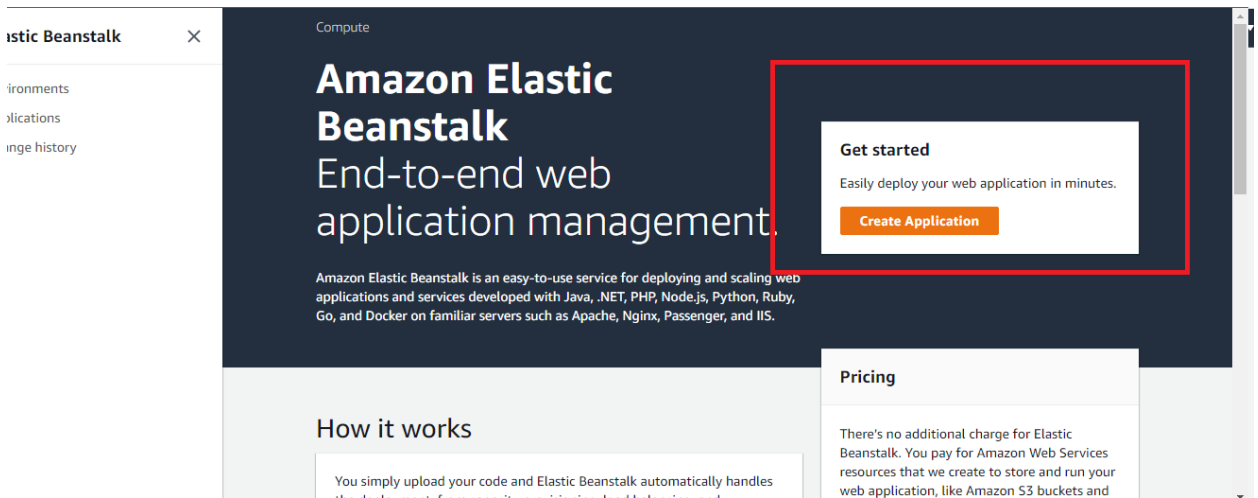 astic Beanstalk
ironments
plications
ange history
Compute
Amazon Elastic
Beanstalk
End-to-end web
application management.
Amazon Elastic Beanstalk is an easy-to-use service for deploying and scaling web
applications and services developed with Java, .NET, PHP, Node.js, Python, Ruby,
Go, and Docker on familiar servers such as Apache, Nginx, Passenger, and IIS.
Get started
Easily deploy your web application in minutes.
Create Application
How it works
You simply upload your code and Elastic Beanstalk automatically handles
Pricing
There's no additional charge for Elastic
Beanstalk. You pay for Amazon Web Services
resources that we create to store and run your
web application, like Amazon S3 buckets and